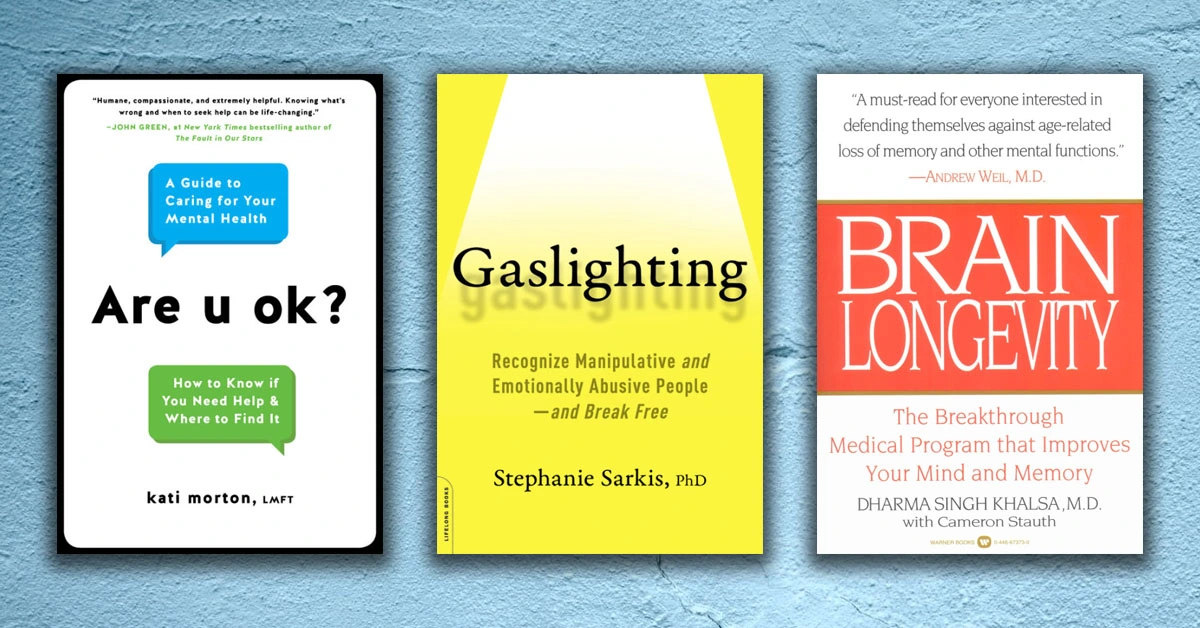 “Humane, compassionate, and extremely helpful. Knowing what's
wrong and when to seek help can be life-changing.”
–JOHN GREEN, #1 New York Times bestselling author of
The Fault in Our Stars
A Guide to
Caring for Your
Mental Health
Are u ok?
How to Know if
You Need Help &
Where to Find It
kati morton, LMFT
Gaslighting
Recognize Manipulative and
Emotionally Abusive People
—and Break Free
Stephanie Sarkis, PhD
LIFELONG BOOKS
“A must-read for everyone interested in
defending themselves against age-related
loss of memory and other mental functions.”
—ANDREW WEIL, M.D.
BRAIN
LONGEVITY
The Breakthrough
Medical Program that Improves
Your Mind and Memory
DHARMA SINGH KHALSA, M.D.
with Cameron Stauth
WARNER BOOKS